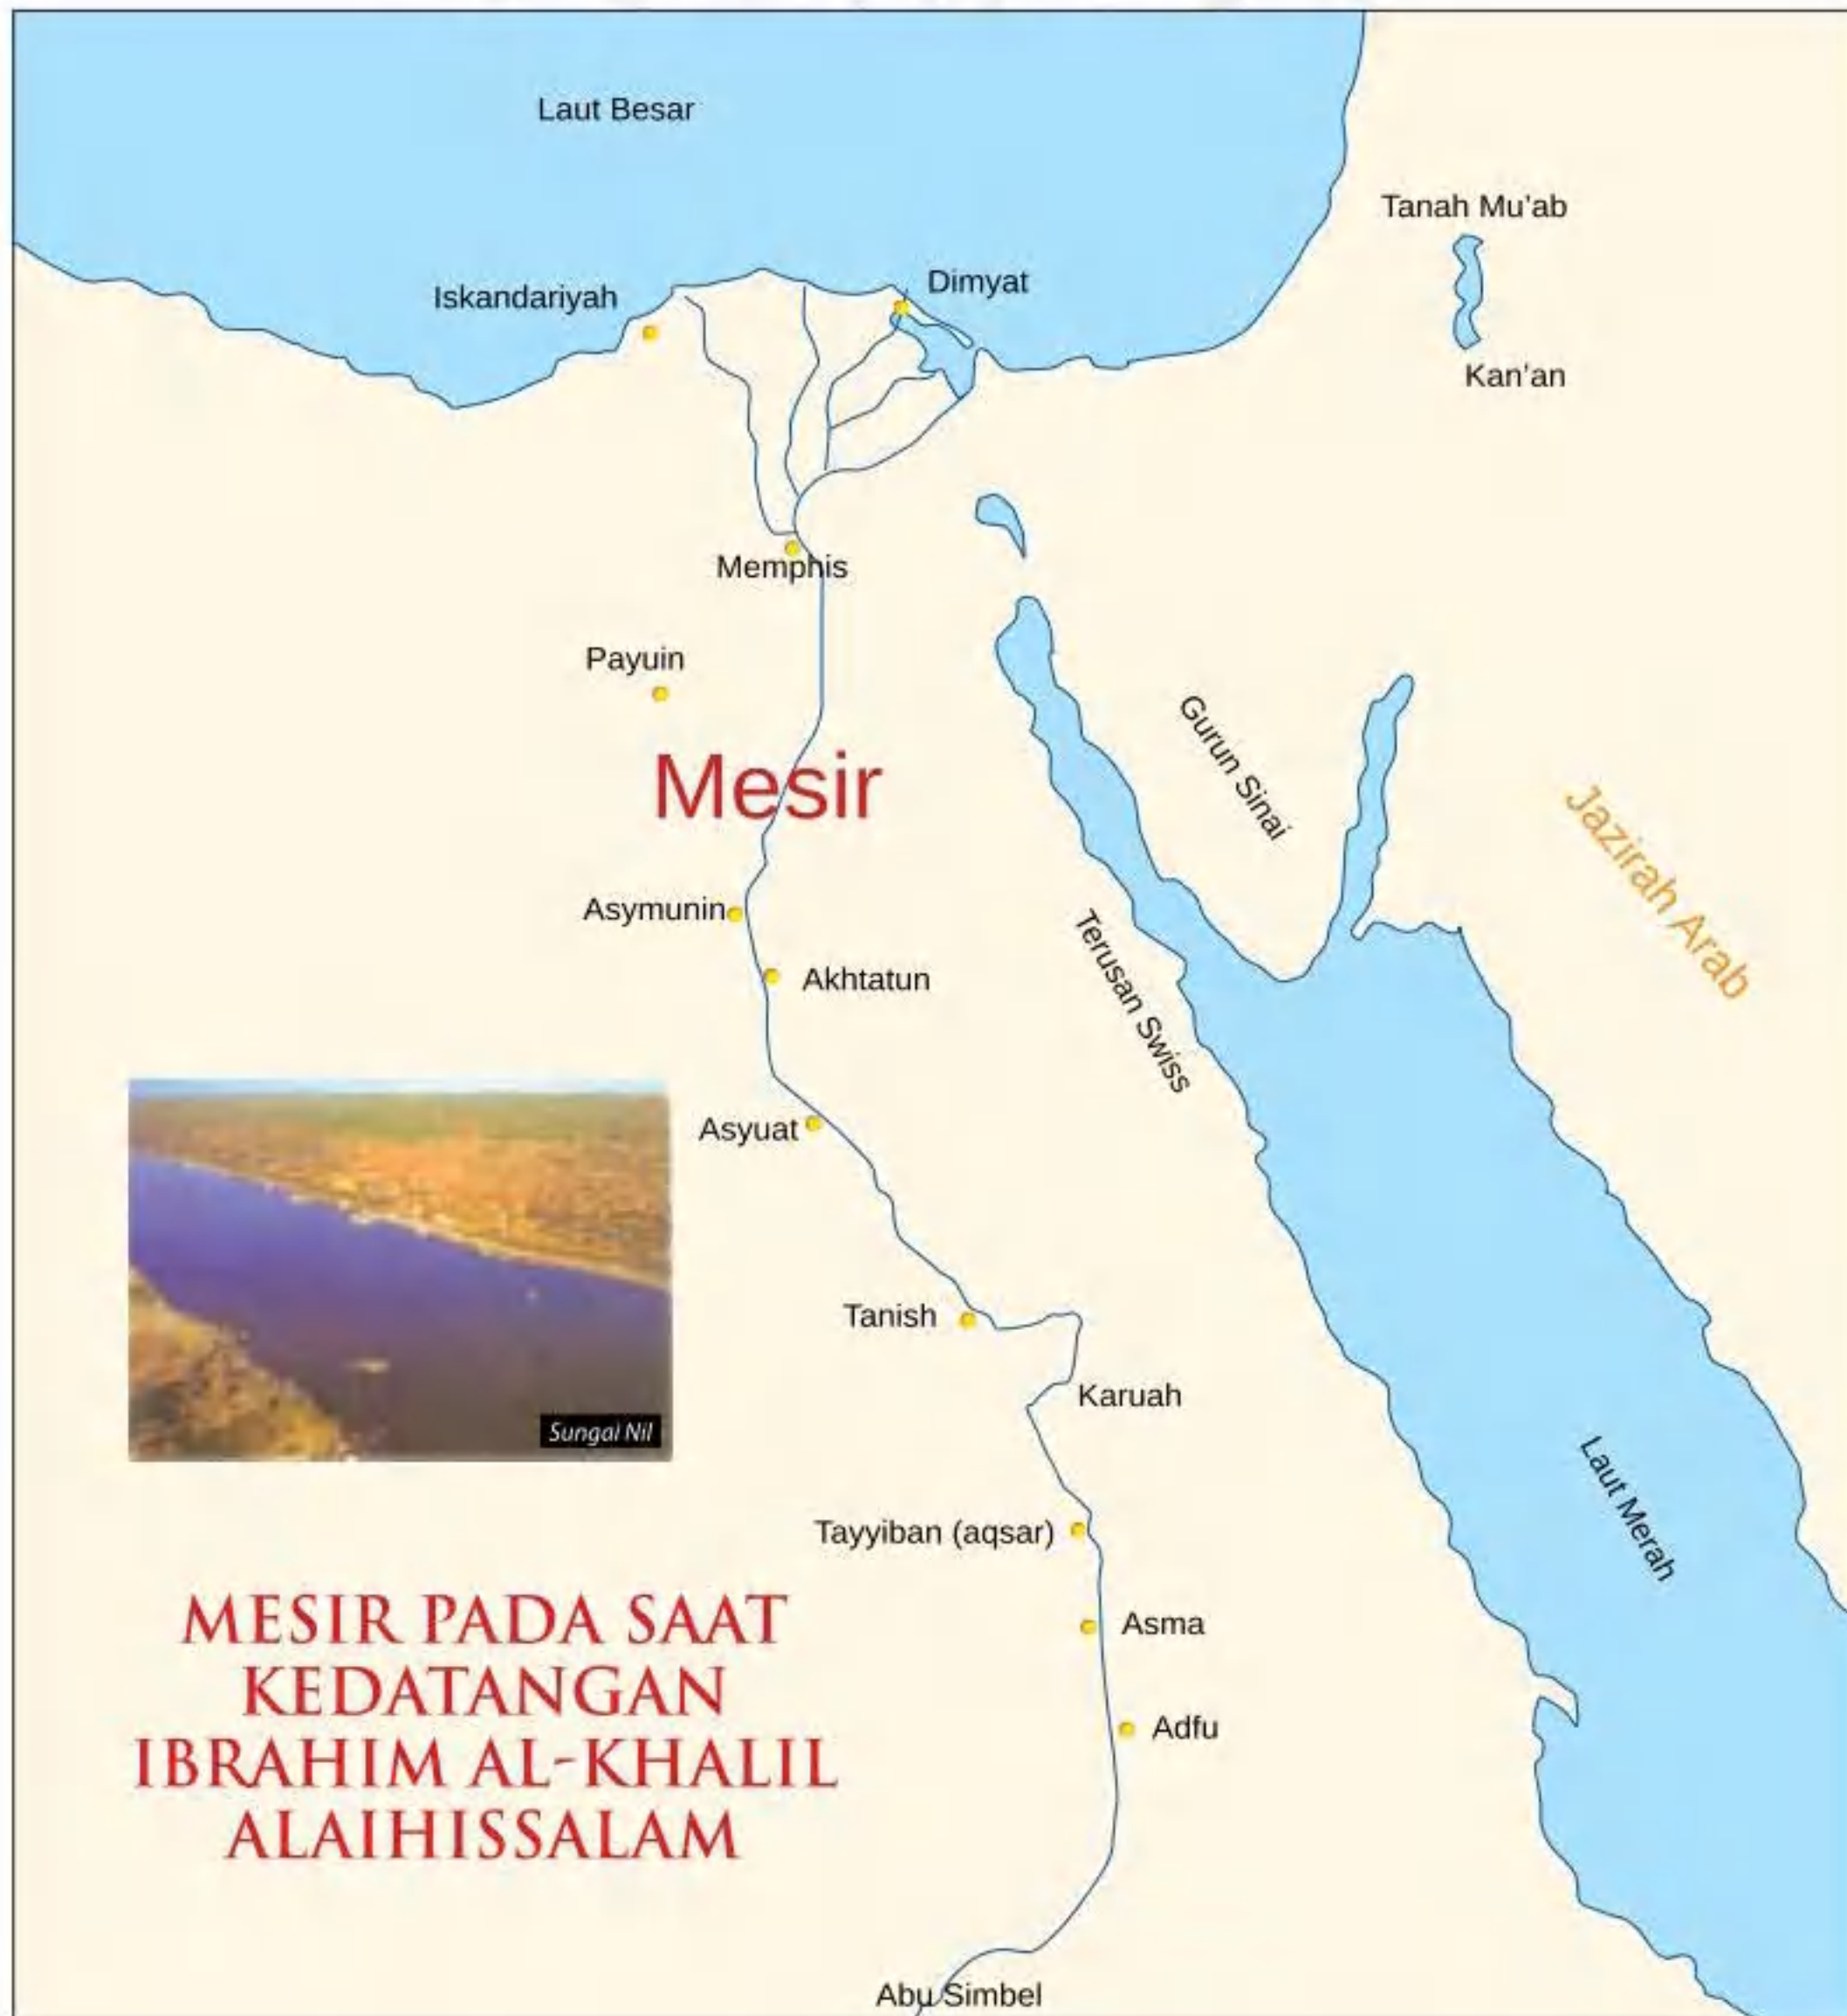 Laut Besar
Tanah Mu'ab
Dimyat
Iskandariyah
Kan'an
Memphis
Payuin
Gurun Sinai
Mesir
Jazirah Arab
Asymunin
Terusan Swiss
Akhtatun
Asyuat
Tanish
Karuah
Sungai Nil
Laut Merah
Tayyiban (aqsar)
Asma
Adfu
MESIR PADA SAAT
KEDATANGAN
IBRAHIM AL-KHALIL
ALAIHISSALAM
Abu Simbel